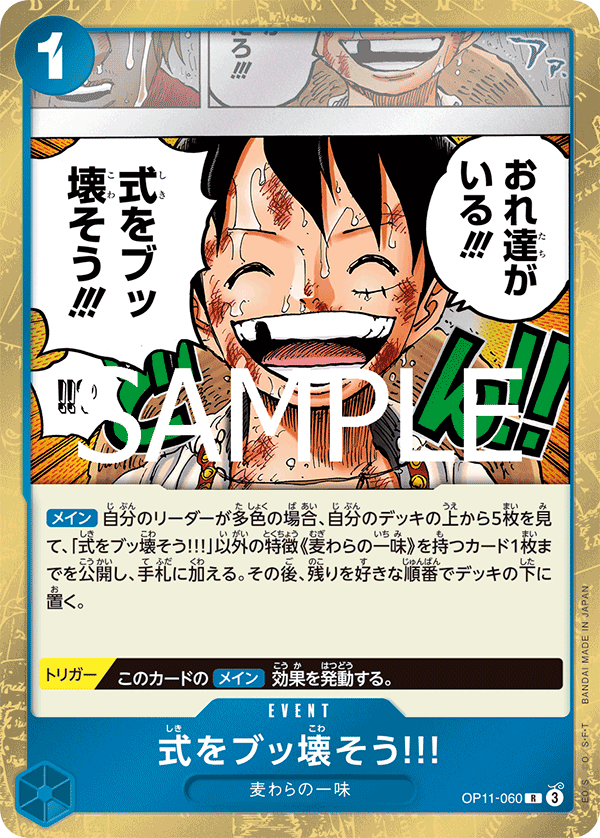 1
だろ!!!
アァ、
おれ達が
いる!!!
式をブッ
壊そう!!!
!!?
どん!!
SAMPLE
メイン 自分のリーダーが多色の場合、自分のデッキの上から5枚を見
て、「式をブッ壊そう!!!」以外の特徴《麦わらの一味》を持つカード1枚ま
でを公開し、手札に加える。その後、残りを好きな順番でデッキの下に
置く。
トリガー このカードの メイン 効果を発動する。
EVENT
式をブッ壊そう!!!
麦わらの一味
OP11-060 R 3
BANDAI MADE IN JAPAN